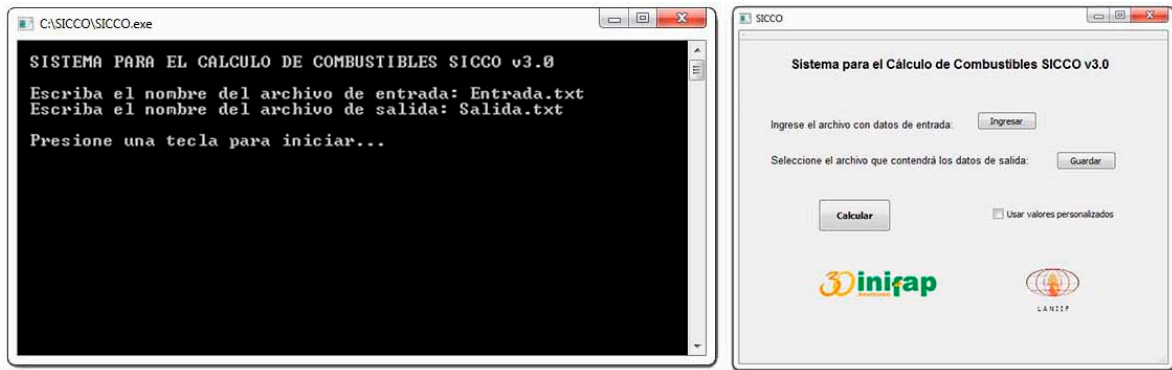 C:\SICCO\SICCO.exe
SISTEMA PARA EL CALCULO DE COMBUSTIBLES SICCO v3.0
Escriba el nombre del archivo de entrada: Entrada.txt
Escriba el nombre del archivo de salida: Salida.txt
Presione una tecla para iniciar...
SICCO
Sistema para el Cálculo de Combustibles SICCO v3.0
Ingrese el archivo con datos de entrada: Ingresar
Seleccione el archivo que contendrá los datos de salida: Guardar
Calcular Usar valores personalizados
30 inifap
LANIIF